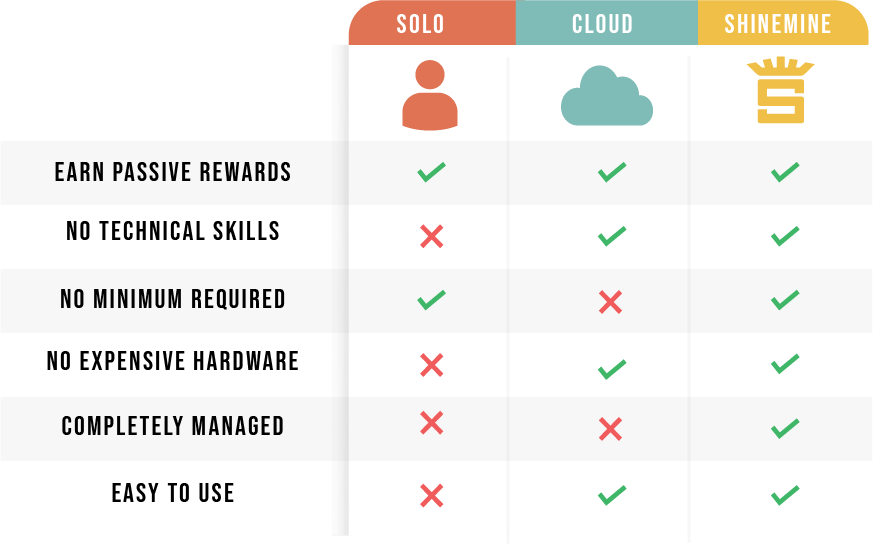 SOLO
CLOUD
SHINEMINE
EARN PASSIVE REWARDS
NO TECHNICAL SKILLS
NO MINIMUM REQUIRED
NO EXPENSIVE HARDWARE
COMPLETELY MANAGED
EASY TO USE